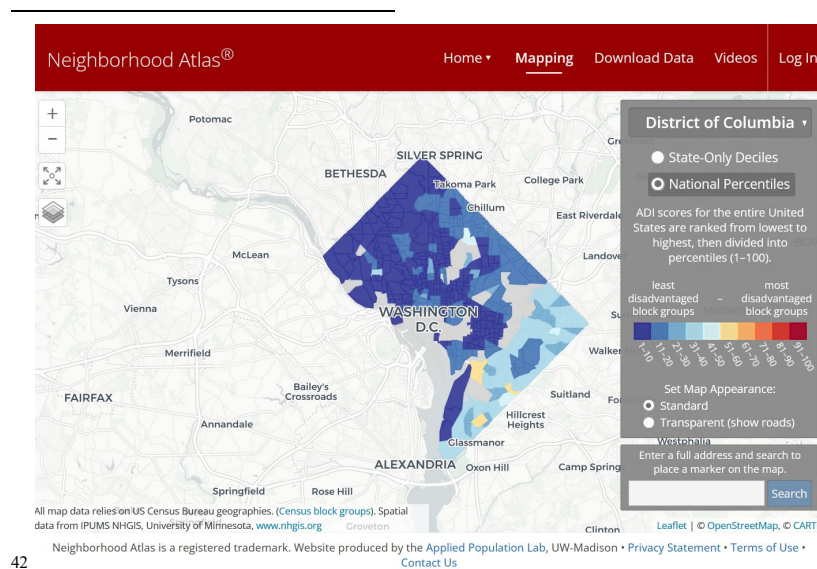 Neighborhood Atlas®
Home ▾ Mapping Download Data Videos Log In
+
−
Potomac
SILVER SPRING
BETHESDA
Takoma Park
College Park
Chillum
East Riverdale
McLean
Landove
Tysons
Vienna
WASHINGTON
D.C.
Merrifield
Walker
Bailey's
Crossroads
FAIRFAX
Suitland
Annandale
Hillcrest
Heights
Glassmanor
ALEXANDRIA
Oxon Hill
Camp Spring
Springfield
Rose Hill
Groveton
Clinton
Westphalia
District of Columbia ▾
State-Only Deciles
National Percentiles
ADI scores for the entire United
States are ranked from lowest to
highest, then divided into
percentiles (1–100).
least disadvantaged block groups – most disadvantaged block groups
1–10 11–20 21–30 31–40 41–50 51–60 61–70 71–80 81–90 91–100
Set Map Appearance:
Standard
Transparent (show roads)
Enter a full address and search to
place a marker on the map.
Search
All map data relies on US Census Bureau geographies. (Census block groups). Spatial
data from IPUMS NHGIS, University of Minnesota, www.nhgis.org
Leaflet | © OpenStreetMap, © CART
Neighborhood Atlas is a registered trademark. Website produced by the Applied Population Lab, UW-Madison • Privacy Statement • Terms of Use •
Contact Us
42